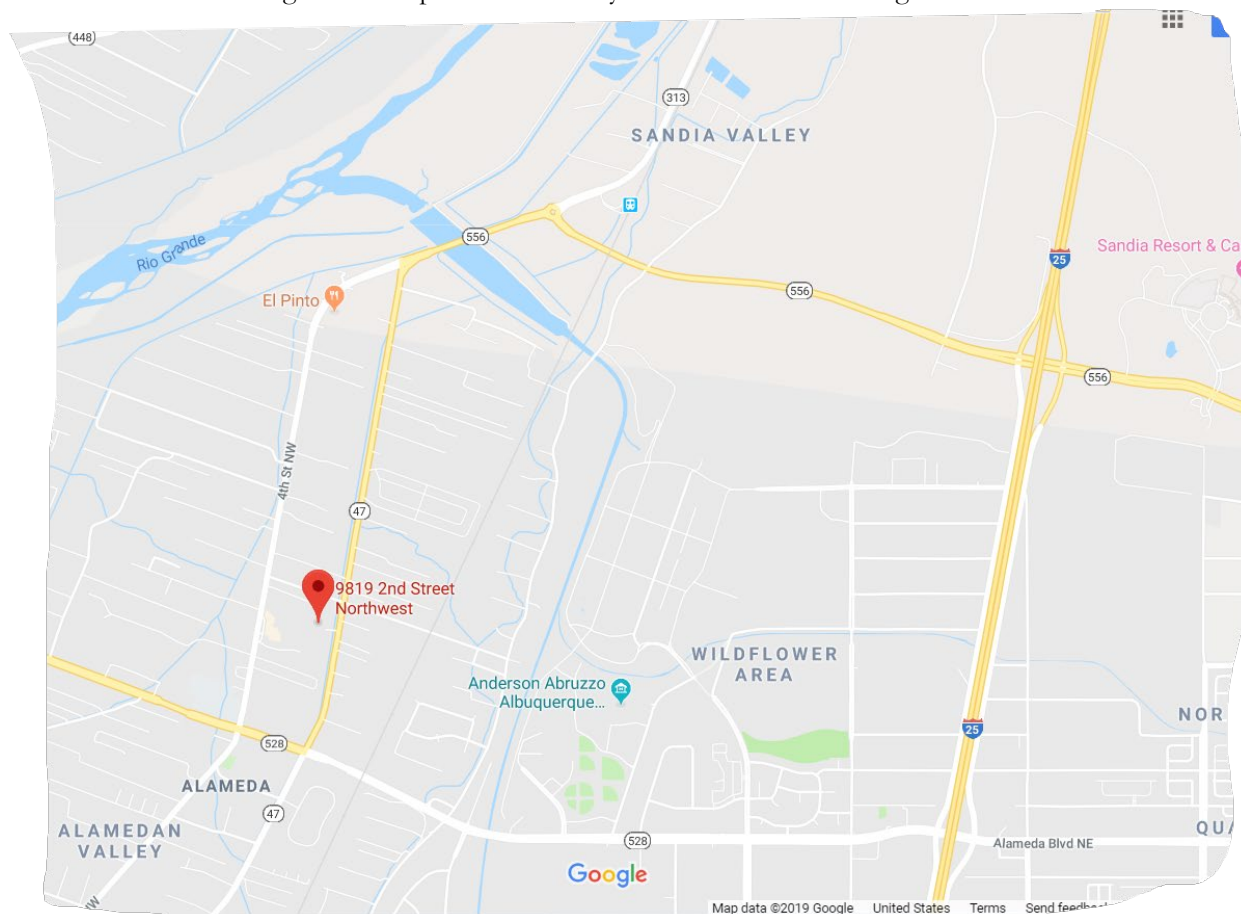 448
313
SANDIA VALLEY
Rio Grande
556
Sandia Resort & Ca
25
El Pinto
556
556
4th St NW
47
9819 2nd Street
Northwest
WILDFLOWER
AREA
Anderson Abruzzo
Albuquerque...
NOR
25
528
ALAMEDA
47
ALAMEDAN
VALLEY
QUA
528
Alameda Blvd NE
Google
NW
Map data ©2019 Google United States Terms Send